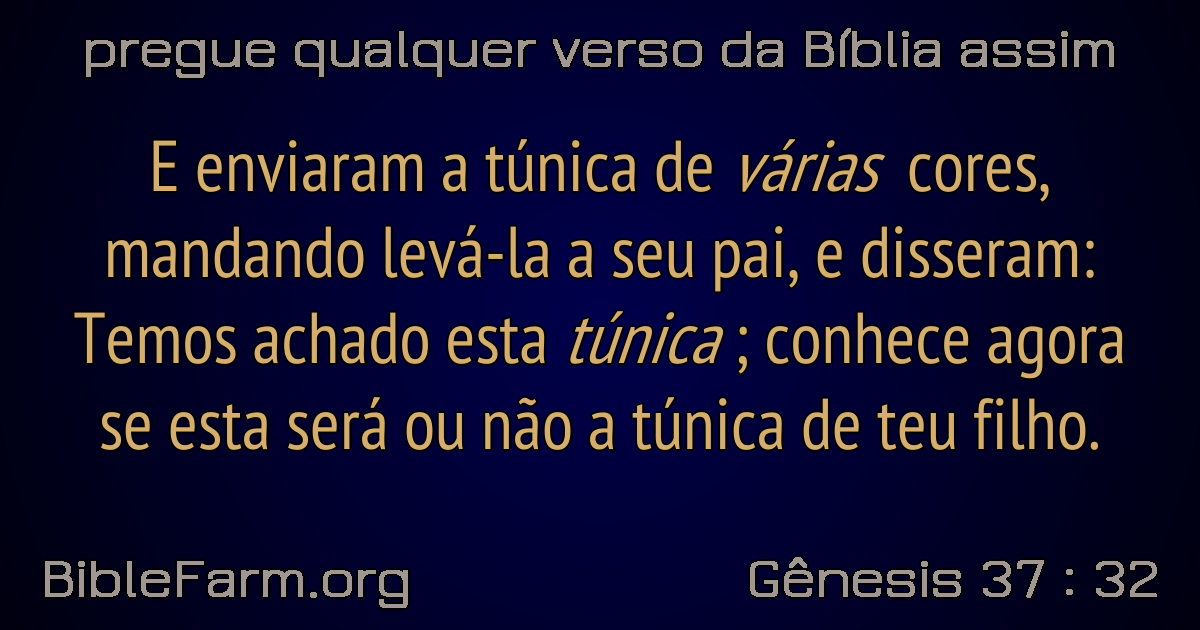 pregue qualquer verso da Bíblia assim
E enviaram a túnica de várias cores,
mandando levá-la a seu pai, e disseram:
Temos achado esta túnica ; conhece agora
se esta será ou não a túnica de teu filho.
BibleFarm.org
Gênesis 37 : 32